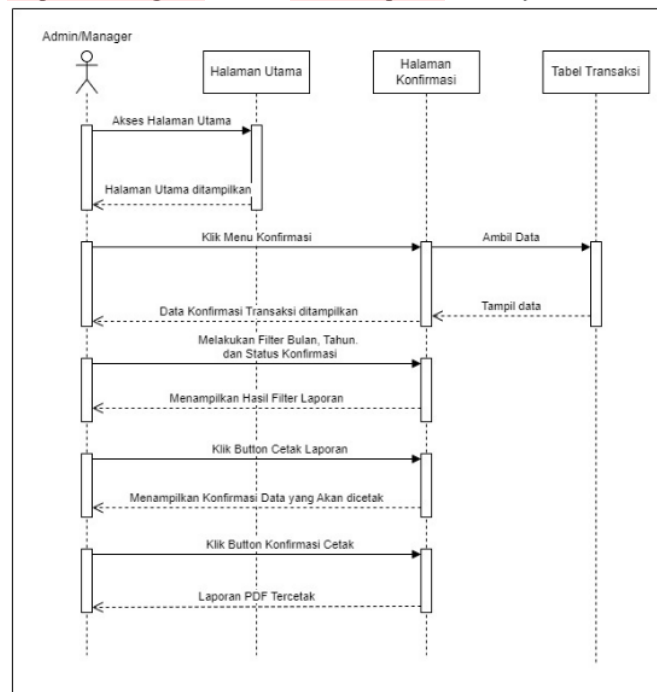 Admin/Manager
Halaman Utama
Halaman
Konfirmasi
Tabel Transaksi
Akses Halaman Utama
Halaman Utama ditampilkan
Klik Menu Konfirmasi
Ambil Data
Data Konfirmasi Transaksi ditampilkan
Tampil data
Melakukan Filter Bulan, Tahun.
dan Status Konfirmasi
Menampilkan Hasil Filter Laporan
Klik Button Cetak Laporan
Menampilkan Konfirmasi Data yang Akan dicetak
Klik Button Konfirmasi Cetak
Laporan PDF Tercetak